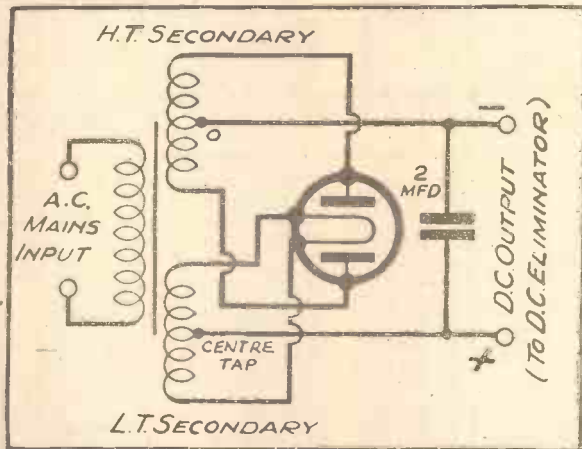 H.T. SECONDARY
A.C.
MAINS
INPUT
O
2
MFD
−
D.C. OUTPUT
(TO D.C. ELIMINATOR)
+
CENTRE
TAP
L.T. SECONDARY